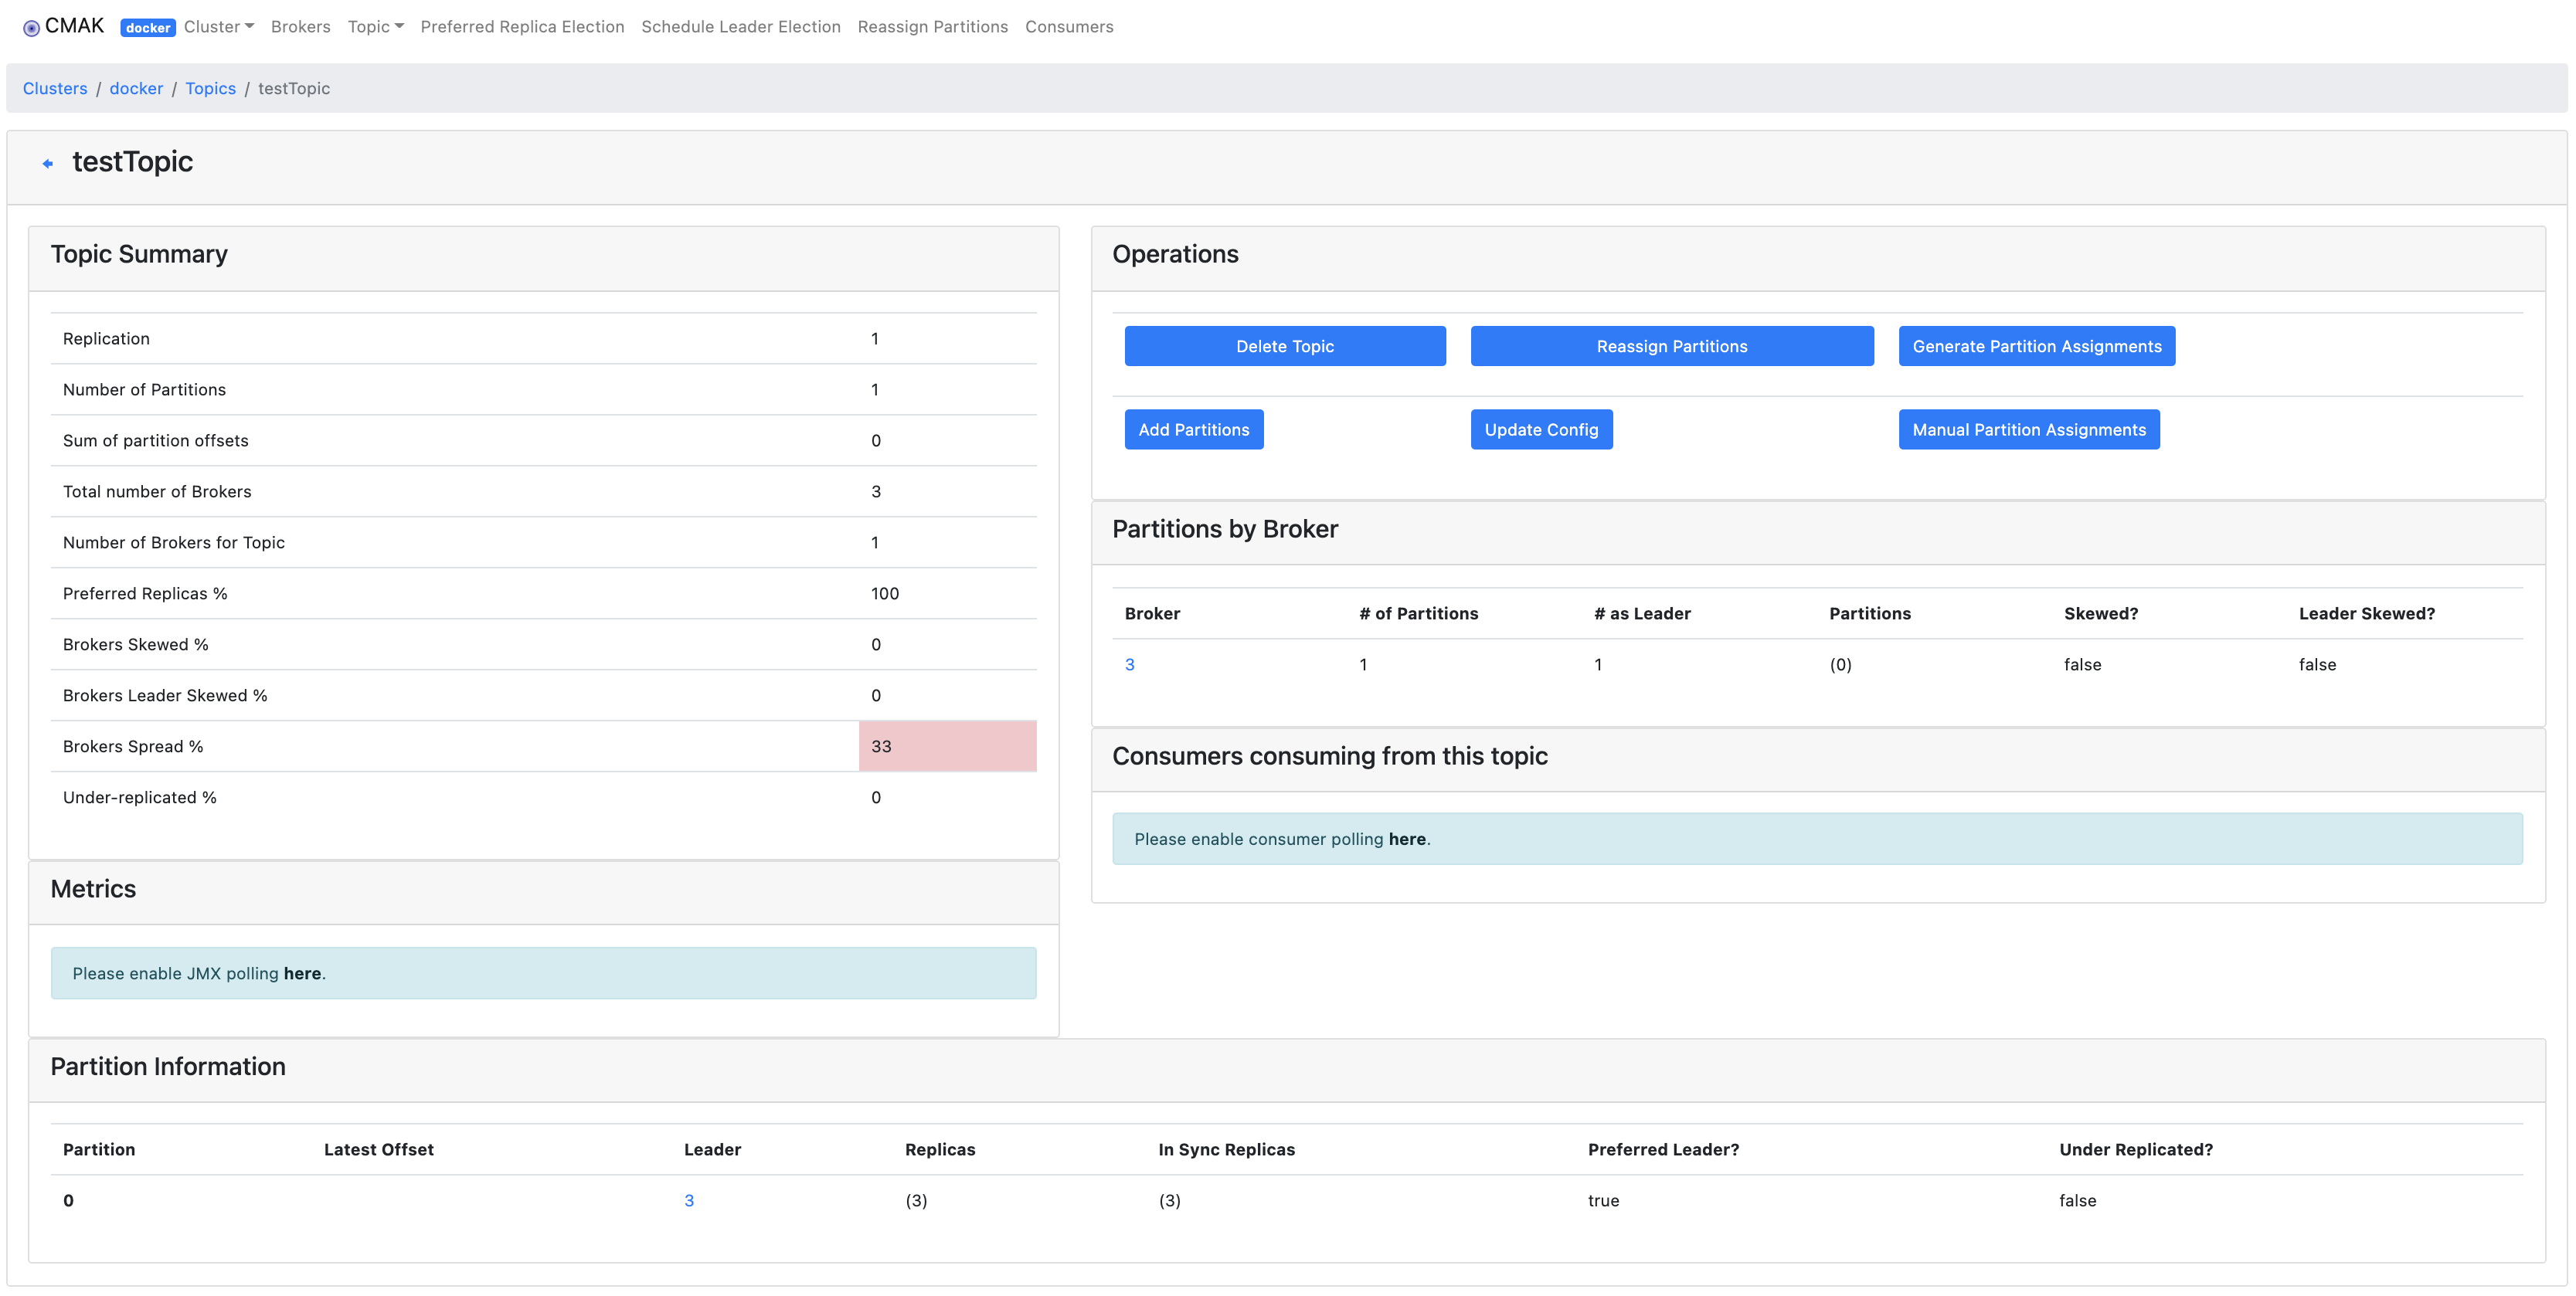 CMAK docker Cluster Brokers Topic Preferred Replica Election Schedule Leader Election Reassign Partitions Consumers
Clusters / docker / Topics / testTopic
testTopic
Topic Summary
Replication 1
Number of Partitions 1
Sum of partition offsets 0
Total number of Brokers 3
Number of Brokers for Topic 1
Preferred Replicas % 100
Brokers Skewed % 0
Brokers Leader Skewed % 0
Brokers Spread % 33
Under-replicated % 0
Metrics
Please enable JMX polling here.
Operations
Delete Topic Reassign Partitions Generate Partition Assignments
Add Partitions Update Config Manual Partition Assignments
Partitions by Broker
Broker # of Partitions # as Leader Partitions Skewed? Leader Skewed?
3 1 1 (0) false false
Consumers consuming from this topic
Please enable consumer polling here.
Partition Information
Partition Latest Offset Leader Replicas In Sync Replicas Preferred Leader? Under Replicated?
0 3 (3) (3) true false